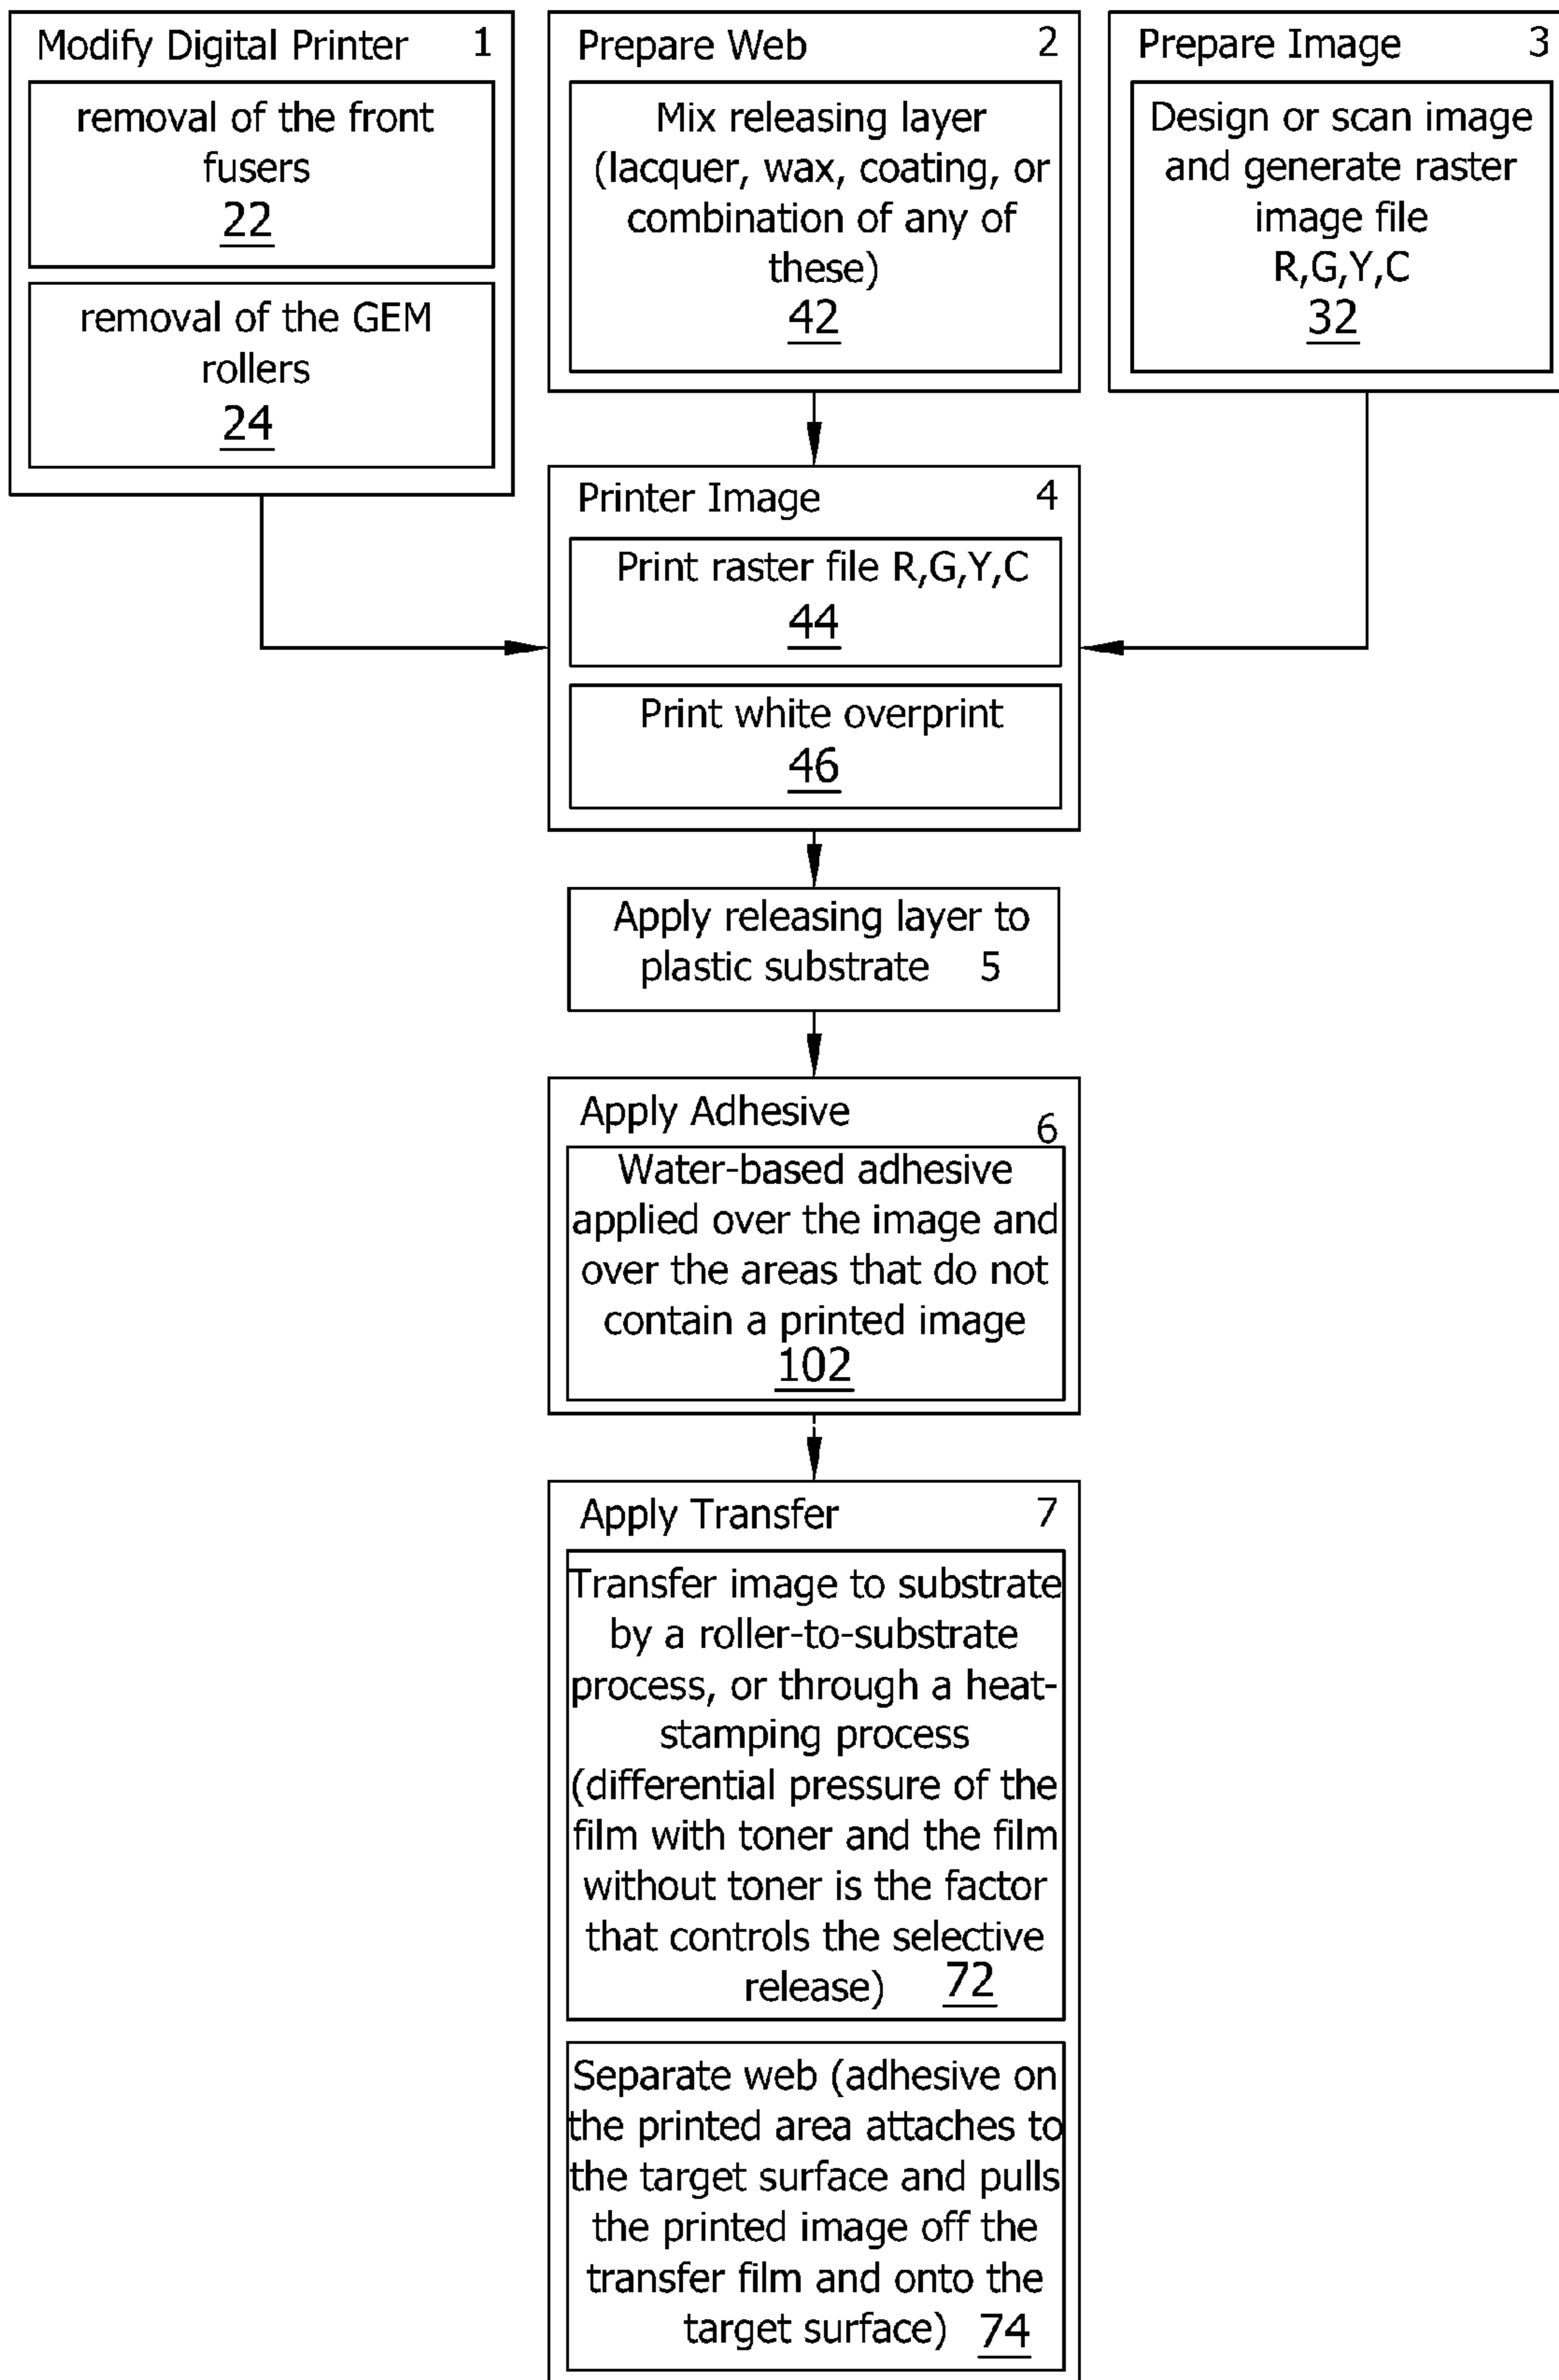 Modify Digital Printer 1
removal of the front
fusers
22
removal of the GEM
rollers
24
Prepare Web 2
Mix releasing layer
(lacquer, wax, coating, or
combination of any of
these)
42
Prepare Image 3
Design or scan image
and generate raster
image file
R,G,Y,C
32
Printer Image 4
Print raster file R,G,Y,C
44
Print white overprint
46
Apply releasing layer to
plastic substrate 5
Apply Adhesive 6
Water-based adhesive
applied over the image and
over the areas that do not
contain a printed image
102
Apply Transfer 7
Transfer image to substrate
by a roller-to-substrate
process, or through a heat-
stamping process
(differential pressure of the
film with toner and the film
without toner is the factor
that controls the selective
release) 72
Separate web (adhesive on
the printed area attaches to
the target surface and pulls
the printed image off the
transfer film and onto the
target surface) 74